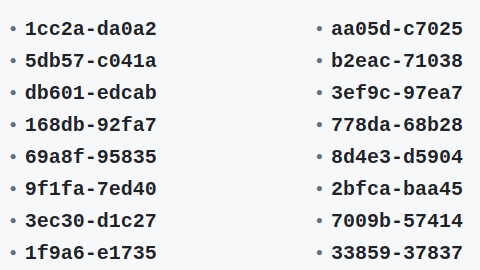 1cc2a-da0a2
5db57-c041a
db601-edcab
168db-92fa7
69a8f-95835
9f1fa-7ed40
3ec30-d1c27
1f9a6-e1735
aa05d-c7025
b2eac-71038
3ef9c-97ea7
778da-68b28
8d4e3-d5904
2bfca-baa45
7009b-57414
33859-37837